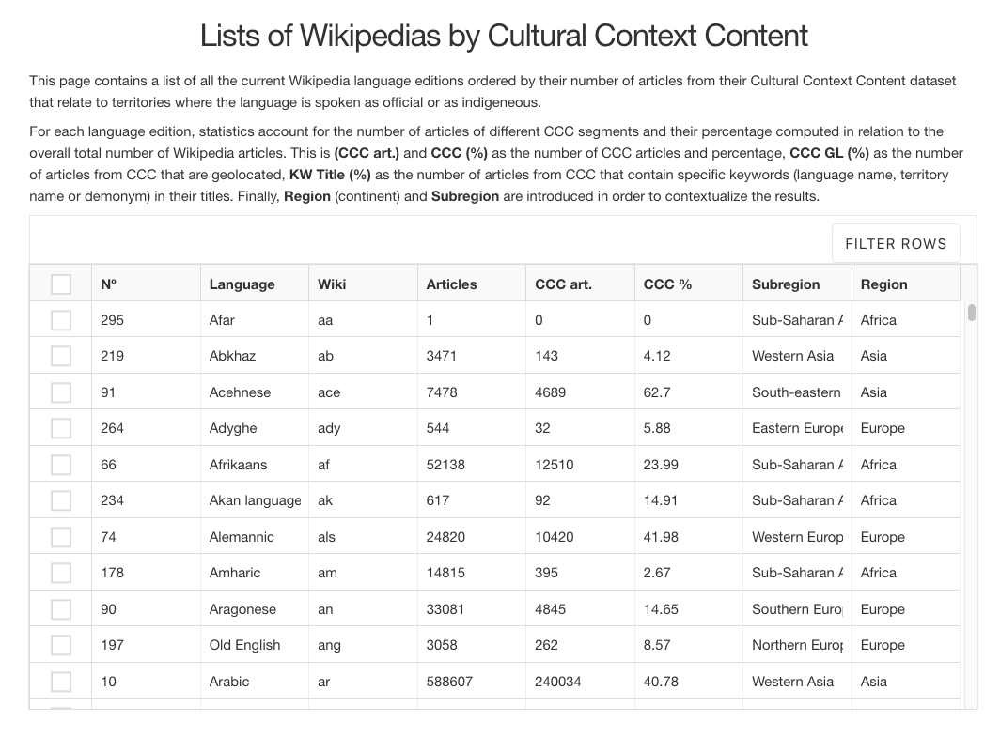 Lists of Wikipedias by Cultural Context Content
This page contains a list of all the current Wikipedia language editions ordered by their number of articles from their Cultural Context Content dataset
that relate to territories where the language is spoken as official or as indigeneous.
For each language edition, statistics account for the number of articles of different CCC segments and their percentage computed in relation to the
overall total number of Wikipedia articles. This is (CCC art.) and CCC (%) as the number of CCC articles and percentage, CCC GL (%) as the number
of articles from CCC that are geolocated, KW Title (%) as the number of articles from CCC that contain specific keywords (language name, territory
name or demonym) in their titles. Finally, Region (continent) and Subregion are introduced in order to contextualize the results.
FILTER ROWS
Nº Language Wiki Articles CCC art. CCC % Subregion Region
295 Afar aa 1 0 0 Sub-Saharan Africa
219 Abkhaz ab 3471 143 4.12 Western Asia Asia
91 Acehnese ace 7478 4689 62.7 South-eastern Asia
264 Adyghe ady 544 32 5.88 Eastern Europe Europe
66 Afrikaans af 52138 12510 23.99 Sub-Saharan Africa
234 Akan language ak 617 92 14.91 Sub-Saharan Africa
74 Alemannic als 24820 10420 41.98 Western Europ Europe
178 Amharic am 14815 395 2.67 Sub-Saharan Africa
90 Aragonese an 33081 4845 14.65 Southern Euro Europe
197 Old English ang 3058 262 8.57 Northern Europ Europe
10 Arabic ar 588607 240034 40.78 Western Asia Asia